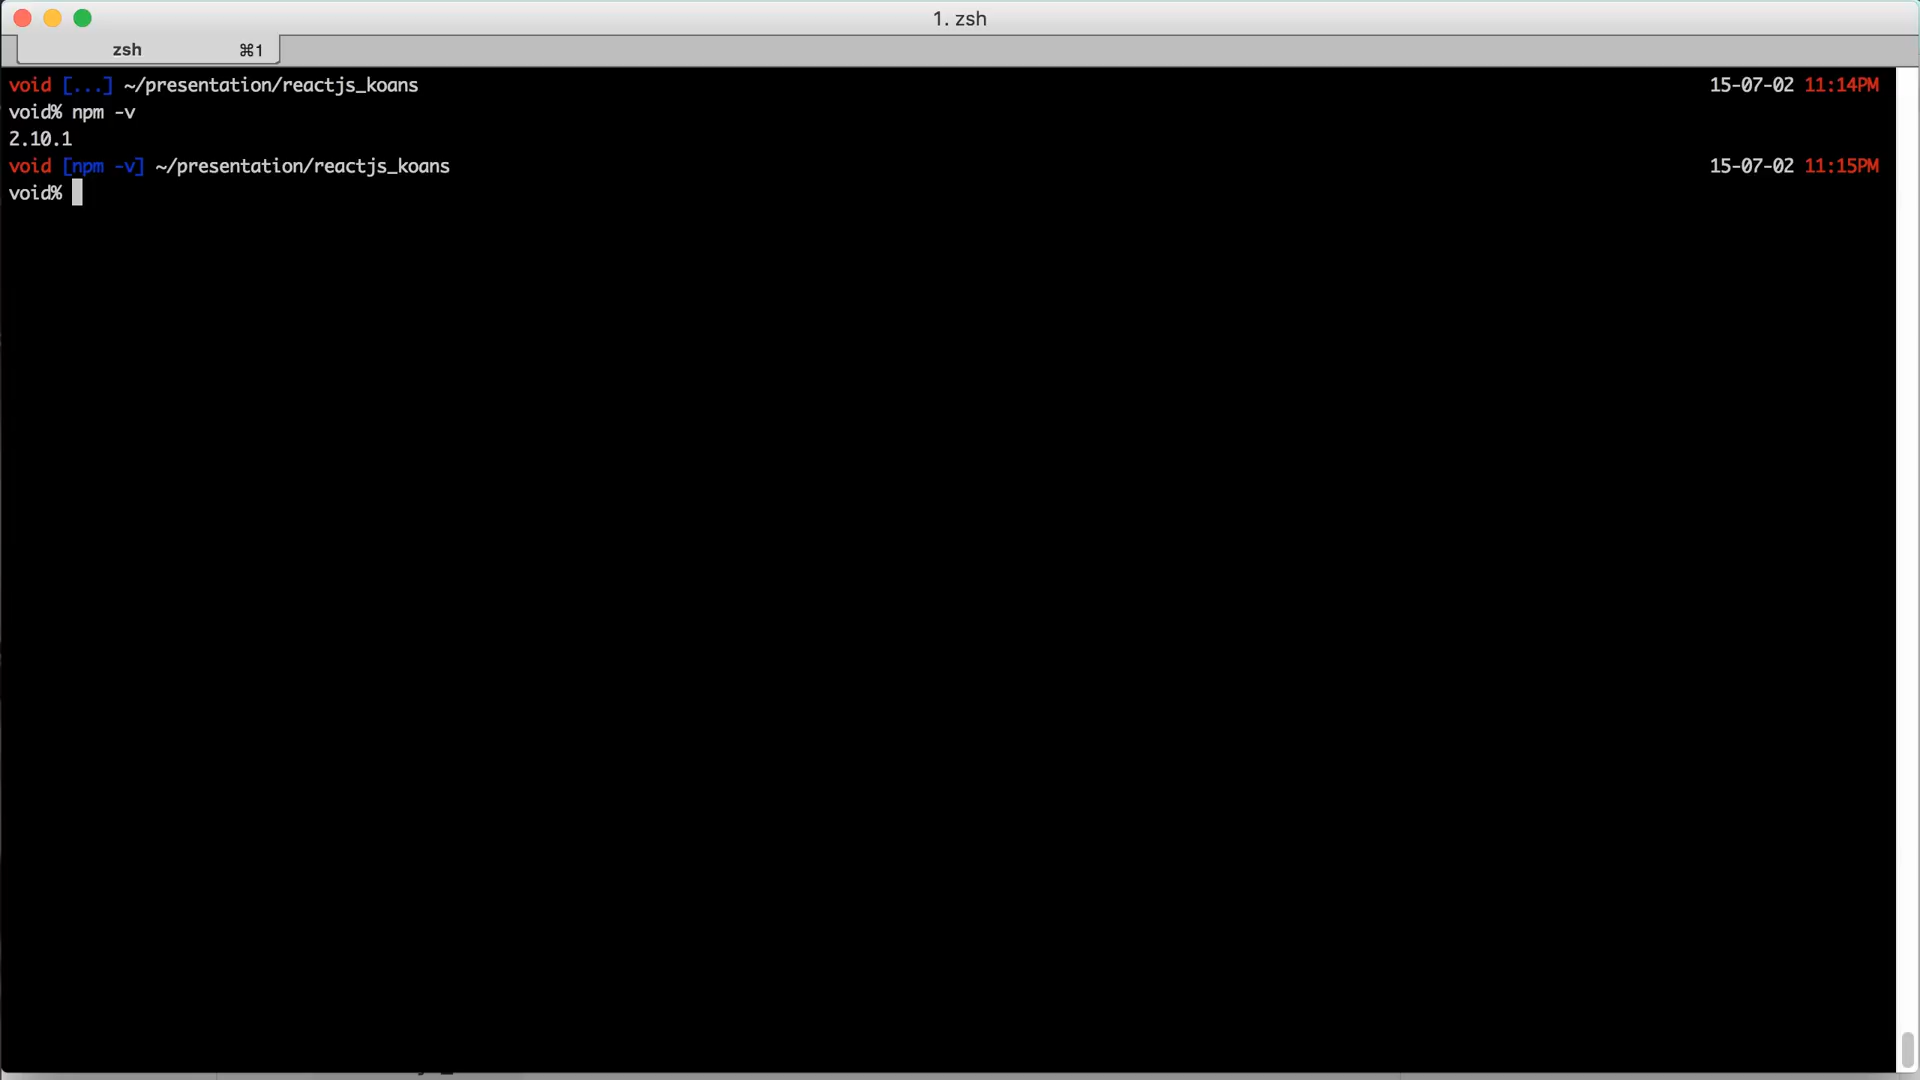 1. zsh
zsh ⌘1
void [...] ~/presentation/reactjs_koans 15-07-02 11:14PM
void% npm -v
2.10.1
void [npm -v] ~/presentation/reactjs_koans 15-07-02 11:15PM
void%